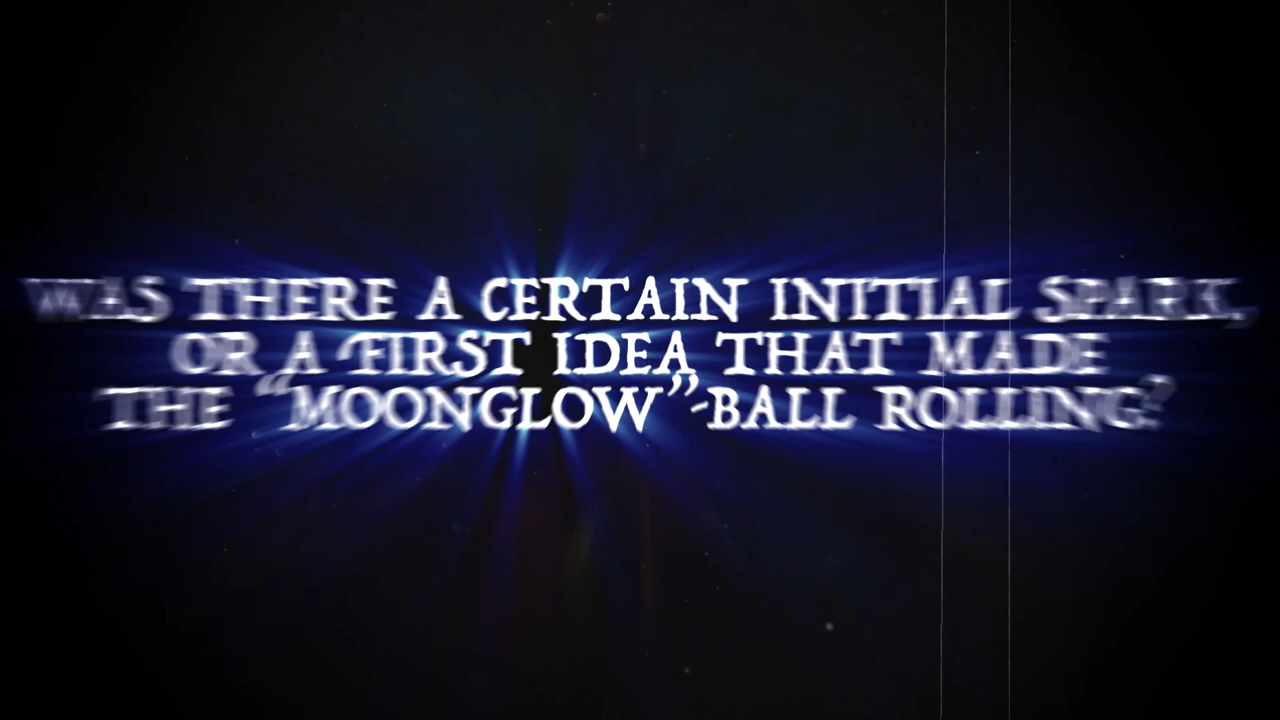 WAS THERE A CERTAIN INITIAL SPARK,
OR A FIRST IDEA THAT MADE
THE “MOONGLOW”-BALL ROLLING?